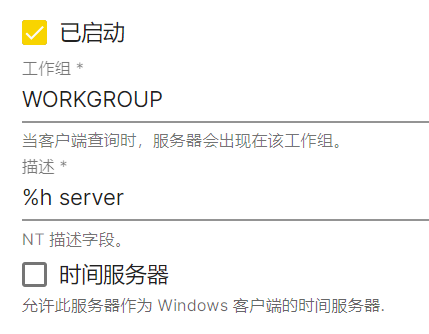 已启动
工作组 *
WORKGROUP
当客户端查询时，服务器会出现在该工作组。
描述 *
%h server
NT 描述字段。
时间服务器
允许此服务器作为 Windows 客户端的时间服务器.